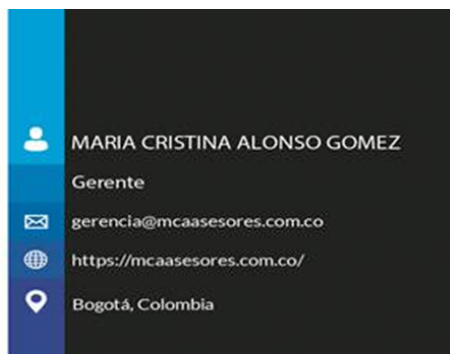 MARIA CRISTINA ALONSO GOMEZ
Gerente
gerencia@mcaasesores.com.co
https://mcaasesores.com.co/
Bogotá, Colombia